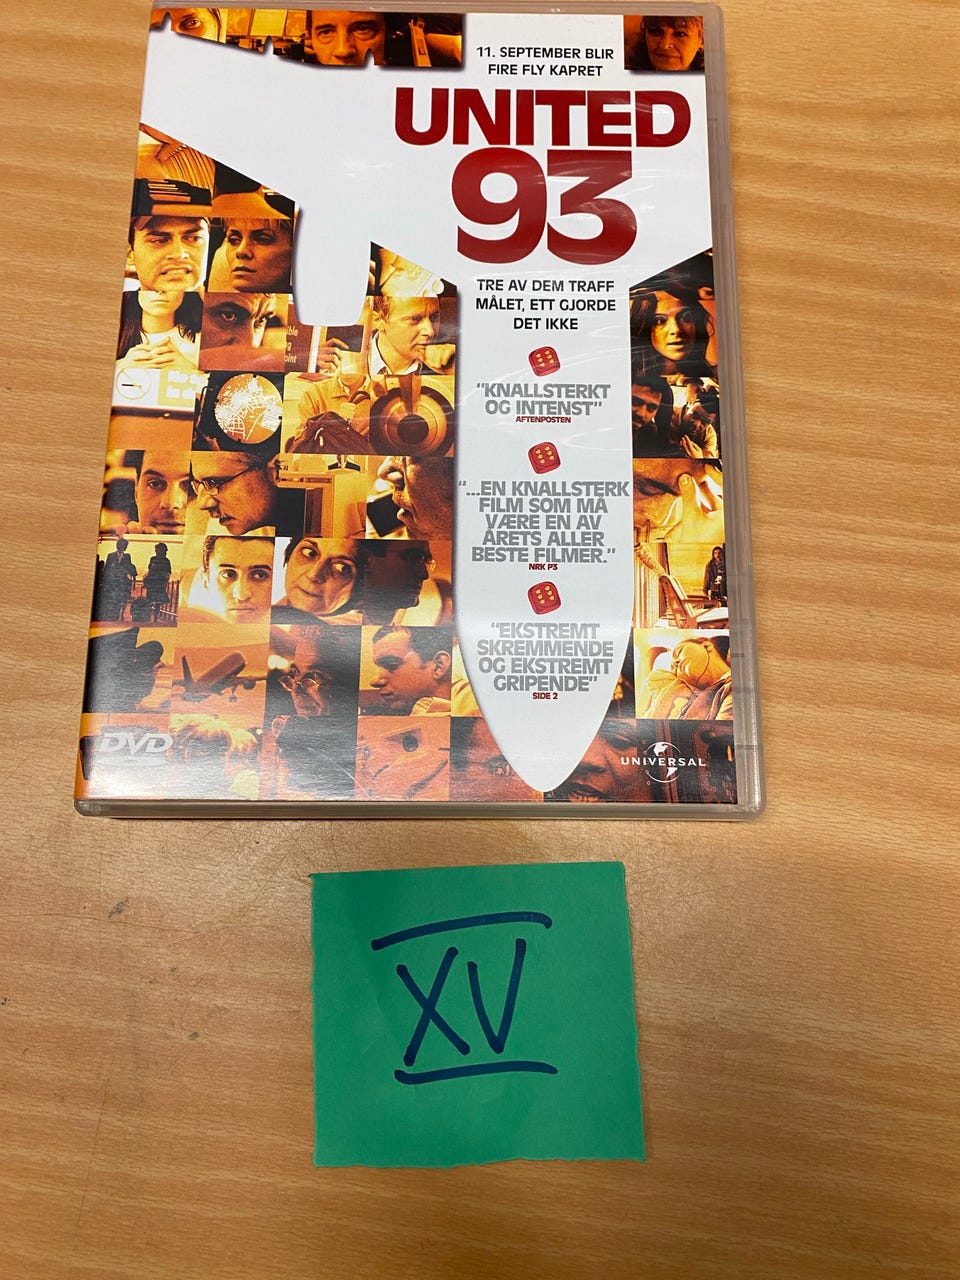 11. SEPTEMBER BLIR
FIRE FLY KAPRET
UNITED
93
TRE AV DEM TRAFF
MÅLET, ETT GJORDE
DET IKKE
"KNALLSTERKT
OG INTENST"
AFTENPOSTEN
"...EN KNALLSTERK
FILM SOM MÅ
VÆRE EN AV
ÅRETS ALLER
BESTE FILMER."
NRK P3
"EKSTREMT
SKREMMENDE
OG EKSTREMT
GRIPENDE"
SIDE 2
DVD
UNIVERSAL
XV